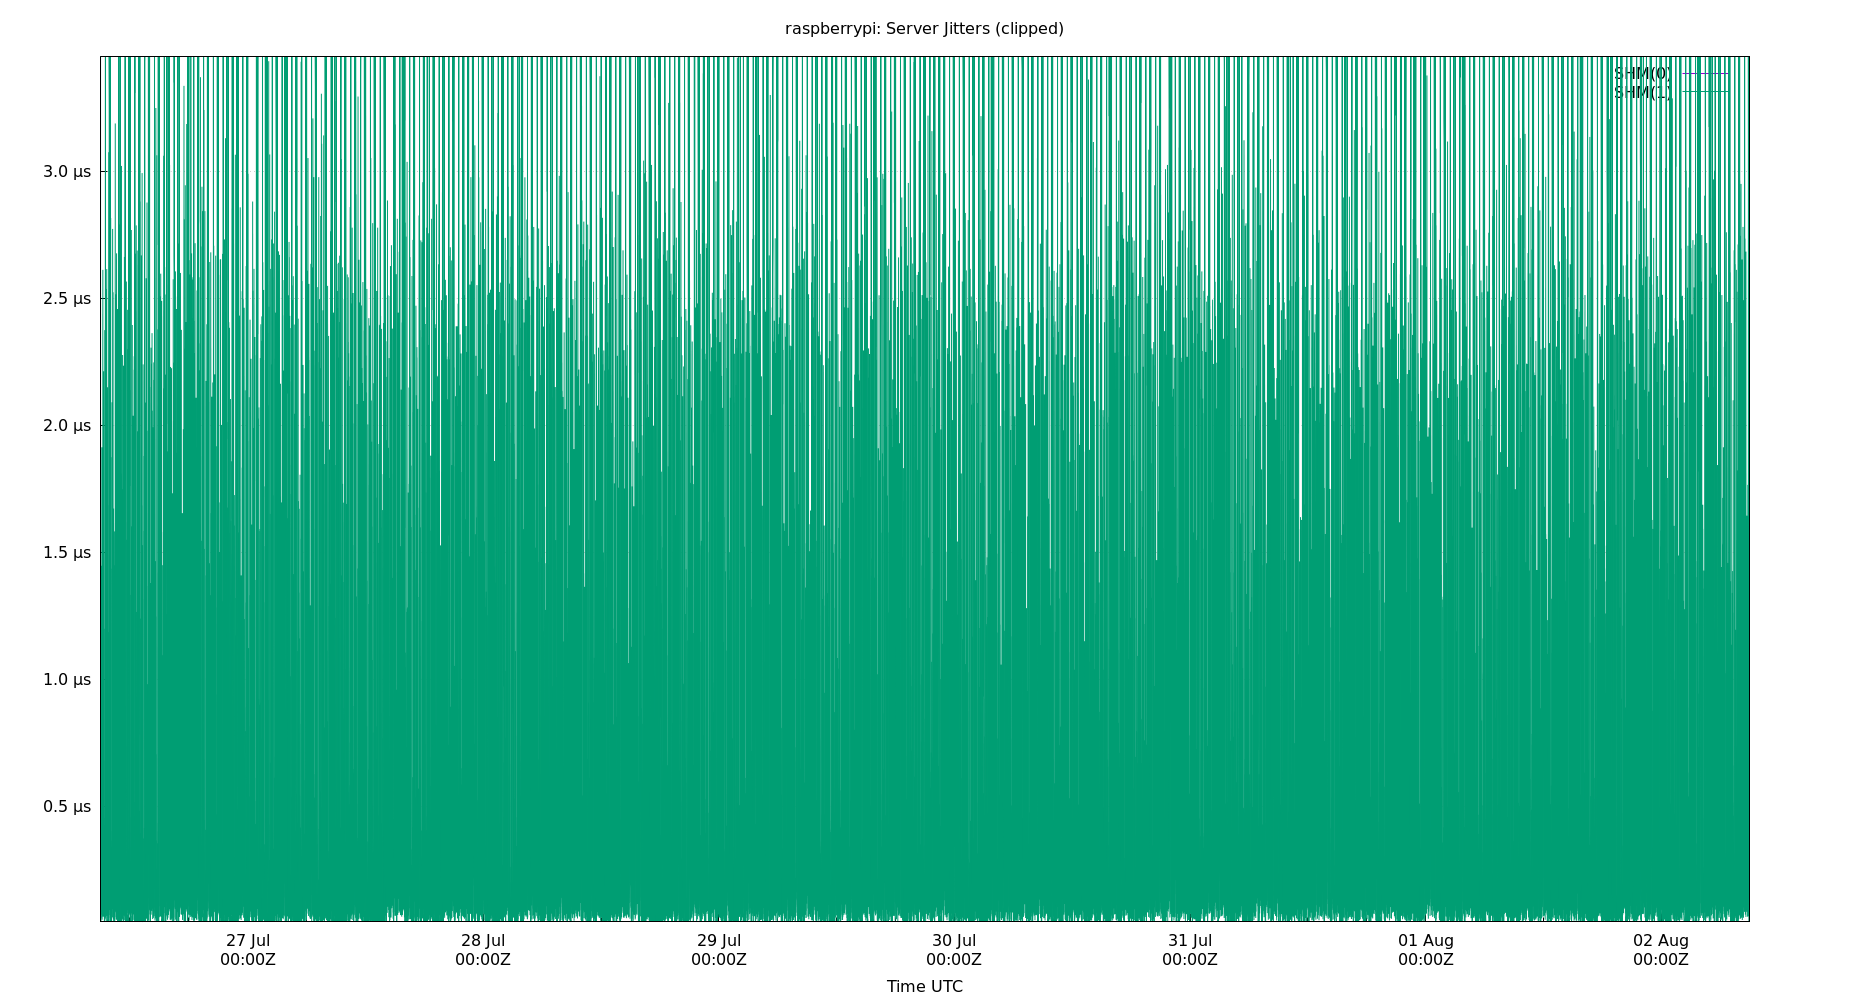 raspberrypi: Server Jitters (clipped)
SHM(0)
SHM(1)
3.0 µs
2.5 µs
2.0 µs
1.5 µs
1.0 µs
0.5 µs
27 Jul 28 Jul 29 Jul 30 Jul 31 Jul 01 Aug 02 Aug
00:00Z 00:00Z 00:00Z 00:00Z 00:00Z 00:00Z 00:00Z
Time UTC